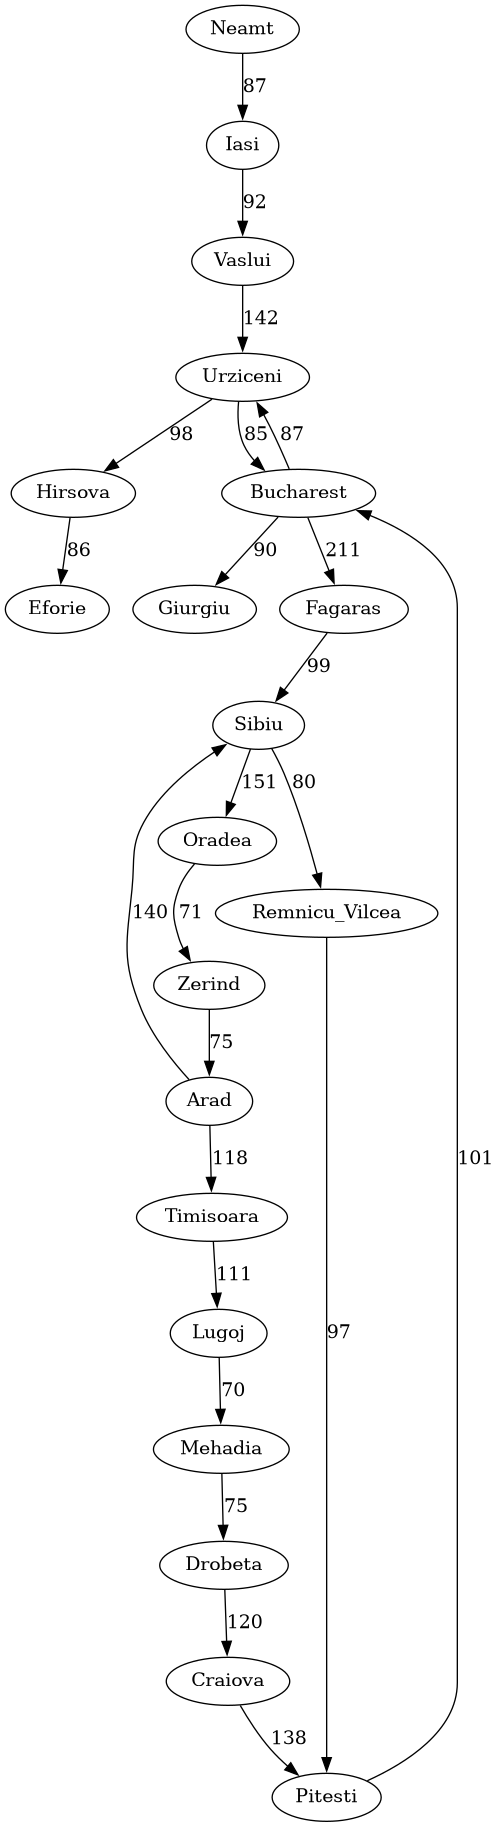 Neamt
87
Iasi
92
Vaslui
142
Urziceni
98
85
87
Hirsova
Bucharest
86
90
211
Eforie
Giurgiu
Fagaras
99
Sibiu
151
80
Oradea
140
71
Remnicu_Vilcea
Zerind
75
Arad
118
101
Timisoara
111
Lugoj
97
70
Mehadia
75
Drobeta
120
Craiova
138
Pitesti